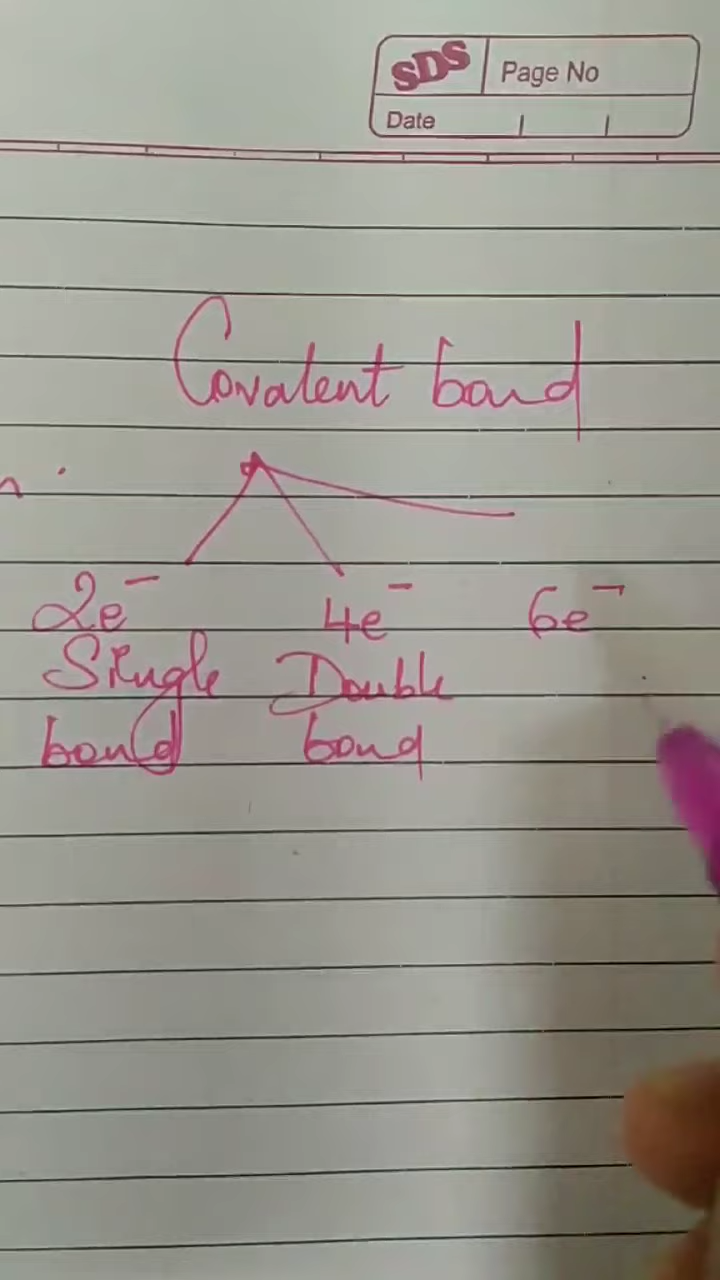 SDS Page No
Date
Covalent bond
2e⁻ 4e⁻ 6e⁻
Single Double
bond bond